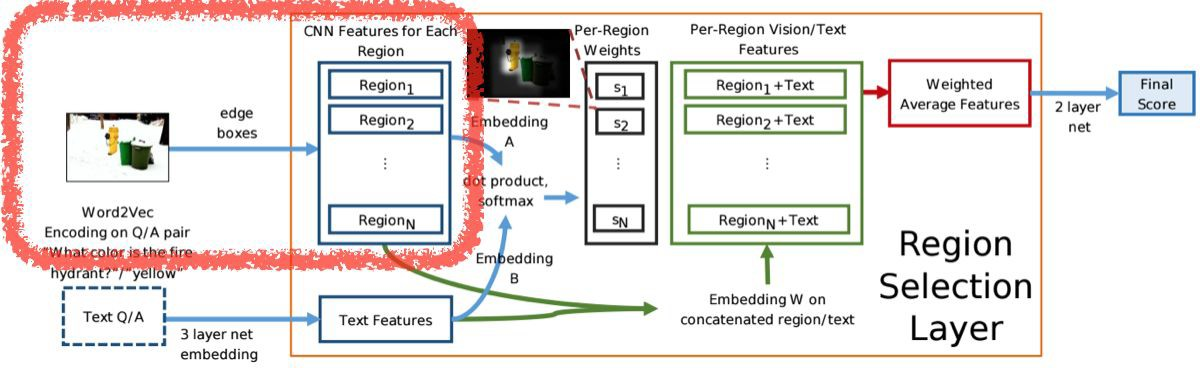 CNN Features for Each
Region
Region1
Region2
⋮
RegionN
edge
boxes
Word2Vec
Encoding on Q/A pair
"What color is the fire
hydrant?"/"yellow
Text Q/A
3 layer net
embedding
Text Features
Embedding
A
dot product,
softmax
Embedding
B
Per-Region
Weights
s1
s2
⋮
sN
Per-Region Vision/Text
Features
Region1+Text
Region2+Text
⋮
RegionN+Text
Embedding W on
concatenated region/text
Weighted
Average Features
2 layer
net
Final
Score
Region
Selection
Layer